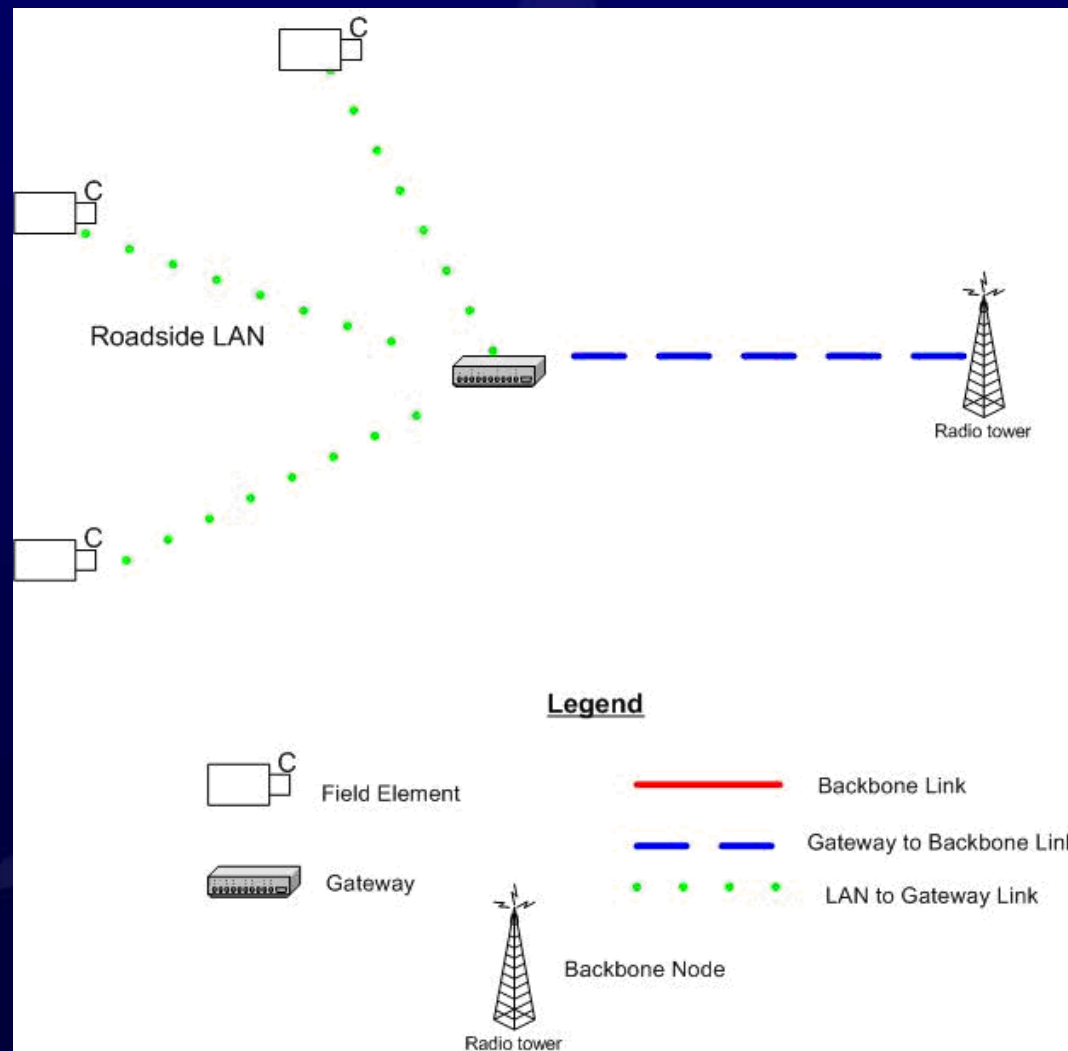 C
C
Roadside LAN
Radio tower
C
Legend
C
Field Element
Backbone Link
Gateway to Backbone Link
Gateway
LAN to Gateway Link
Backbone Node
Radio tower